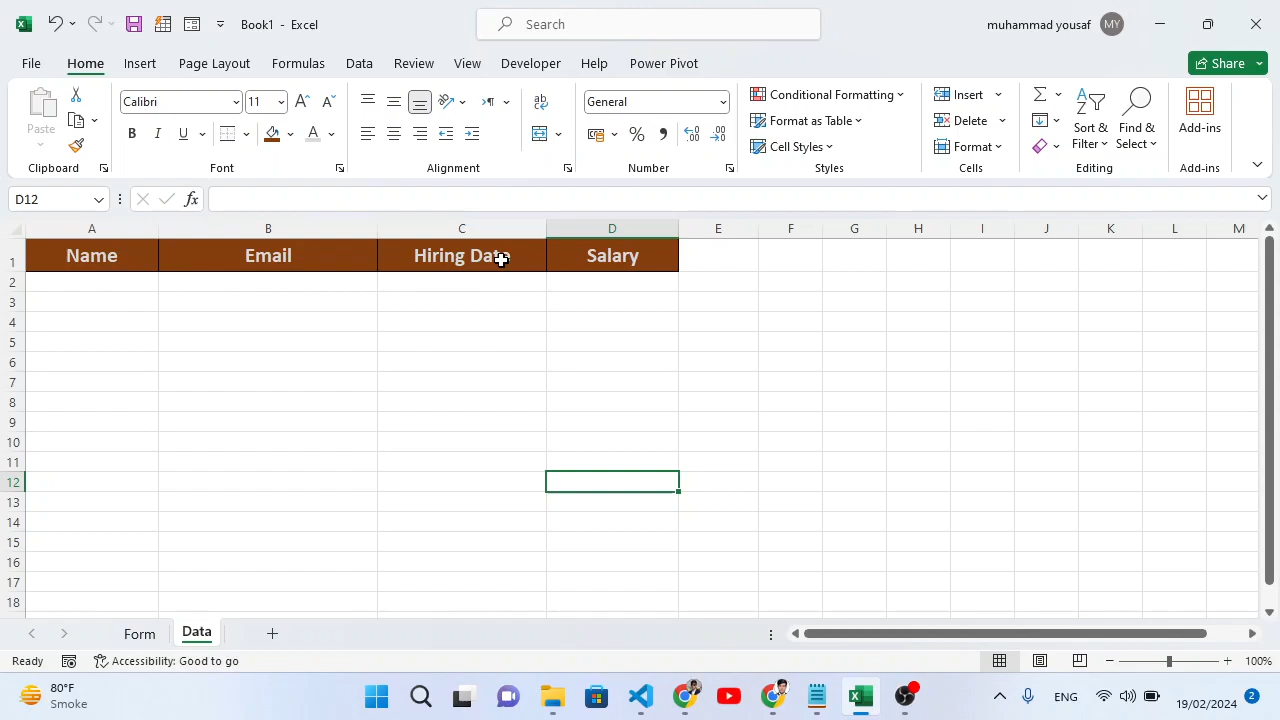 Book1 - Excel
Search
muhammad yousaf
MY
File Home Insert Page Layout Formulas Data Review View Developer Help Power Pivot
Share
Paste
Clipboard
Calibri
11
Font
Alignment
General
Number
Conditional Formatting
Format as Table
Cell Styles
Styles
Insert
Delete
Format
Cells
Sort & Filter
Find & Select
Editing
Add-ins
Add-ins
D12
fx
A B C D E F G H I J K L M
1 Name Email Hiring Date Salary
2
3
4
5
6
7
8
9
10
11
12
13
14
15
16
17
18
Form Data
Ready
Accessibility: Good to go
100%
80°F
Smoke
ENG
19/02/2024
2